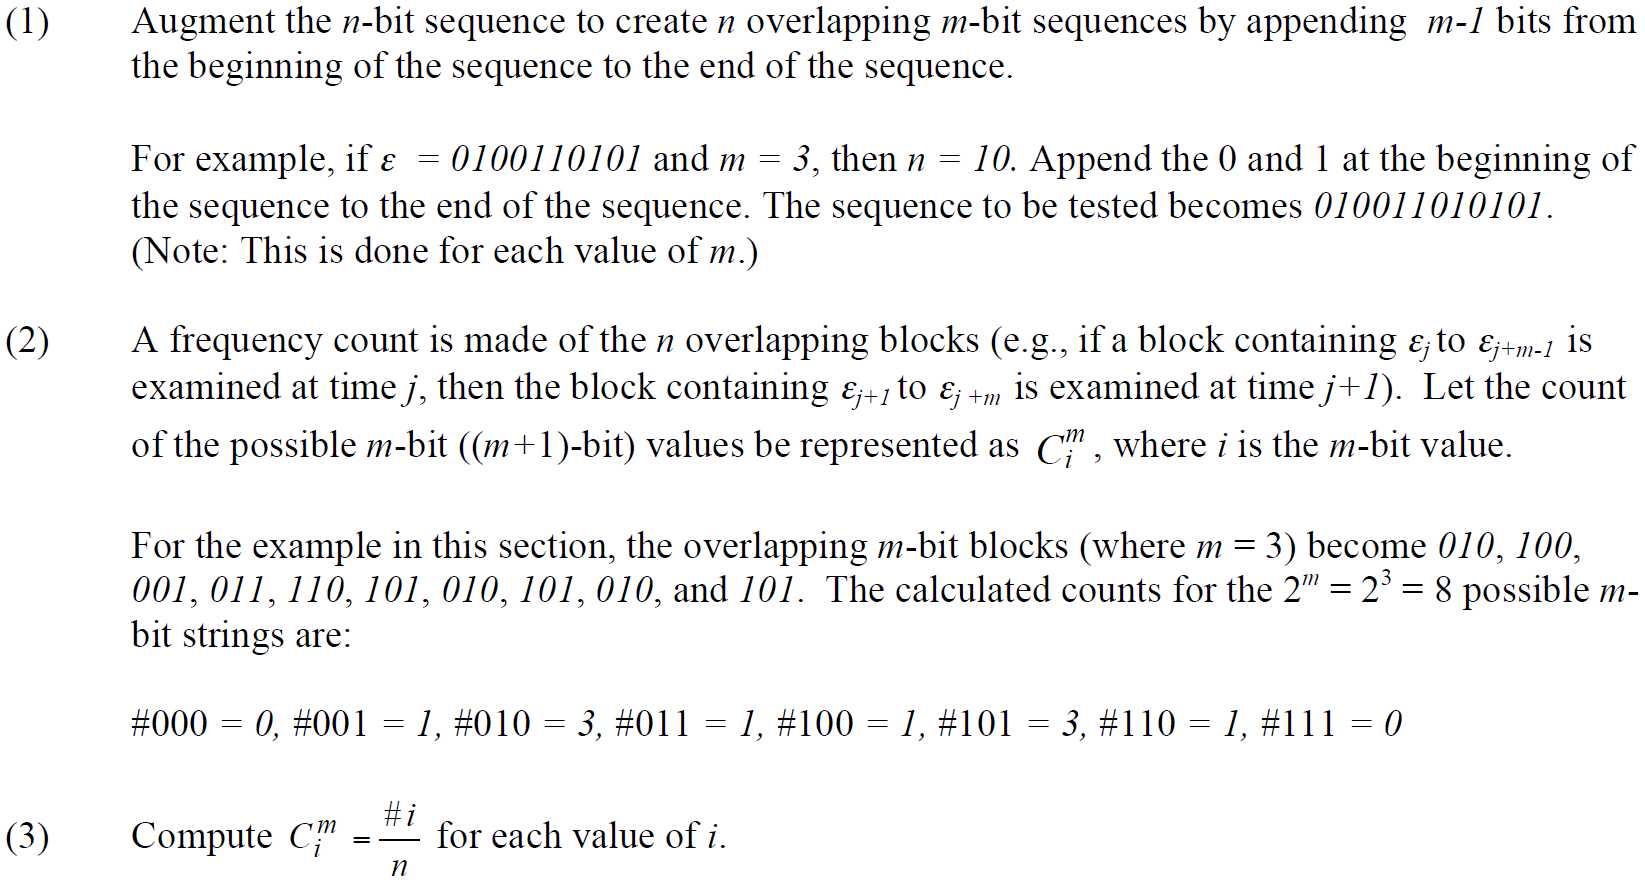 (1) Augment the n-bit sequence to create n overlapping m-bit sequences by appending m-1 bits from
the beginning of the sequence to the end of the sequence.
For example, if ε = 0100110101 and m = 3, then n = 10. Append the 0 and 1 at the beginning of
the sequence to the end of the sequence. The sequence to be tested becomes 010011010101.
(Note: This is done for each value of m.)
(2) A frequency count is made of the n overlapping blocks (e.g., if a block containing ε_j to ε_{j+m-1} is
examined at time j, then the block containing ε_{j+1} to ε_{j+m} is examined at time j+1). Let the count
of the possible m-bit ((m+1)-bit) values be represented as C_i^m, where i is the m-bit value.
For the example in this section, the overlapping m-bit blocks (where m = 3) become 010, 100,
001, 011, 110, 101, 010, 101, 010, and 101. The calculated counts for the 2^m = 2^3 = 8 possible m-
bit strings are:
#000 = 0, #001 = 1, #010 = 3, #011 = 1, #100 = 1, #101 = 3, #110 = 1, #111 = 0
(3) Compute C_i^m = #i / n for each value of i.